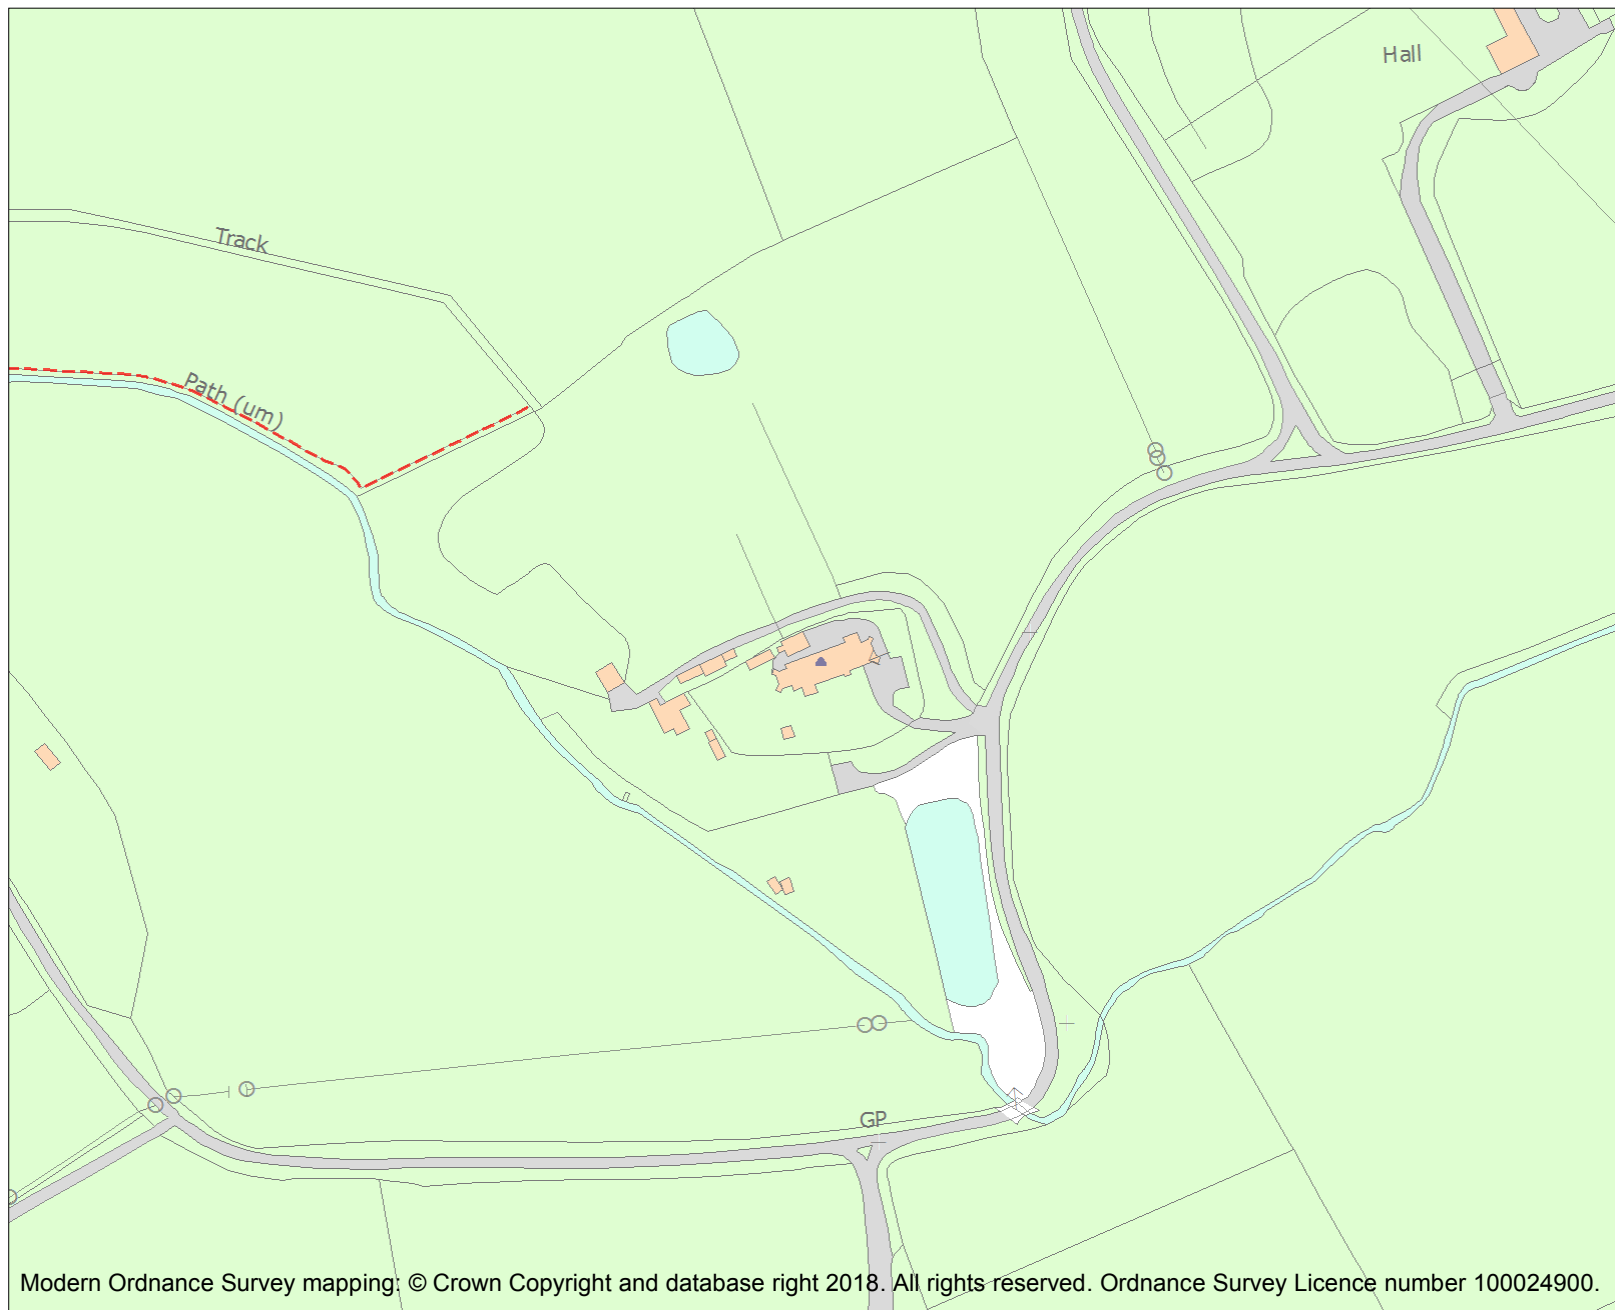 Hall
Track
Path (um)
GP
Modern Ordnance Survey mapping: © Crown Copyright and database right 2018. All rights reserved. Ordnance Survey Licence number 100024900.